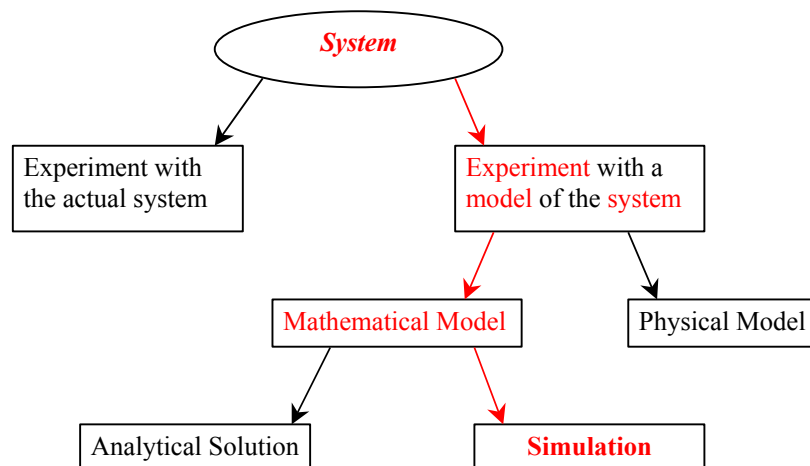 System
Experiment with
the actual system
Experiment with a
model of the system
Mathematical Model
Physical Model
Analytical Solution
Simulation